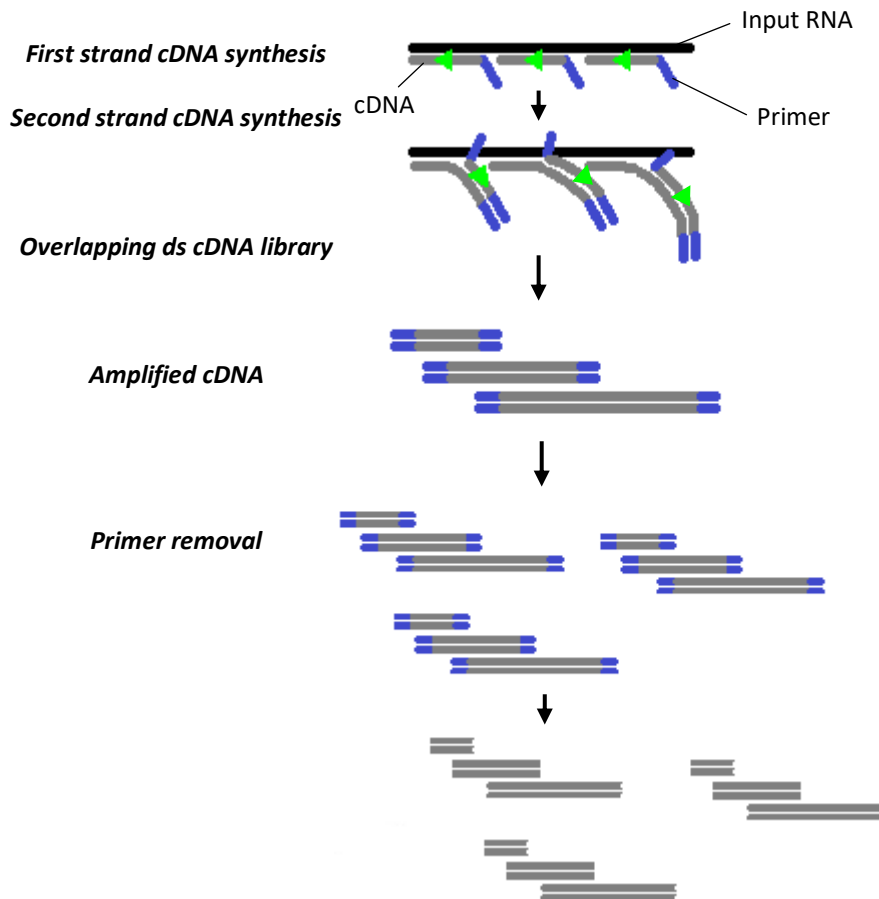 Input RNA
First strand cDNA synthesis
cDNA
Primer
Second strand cDNA synthesis
Overlapping ds cDNA library
Amplified cDNA
Primer removal